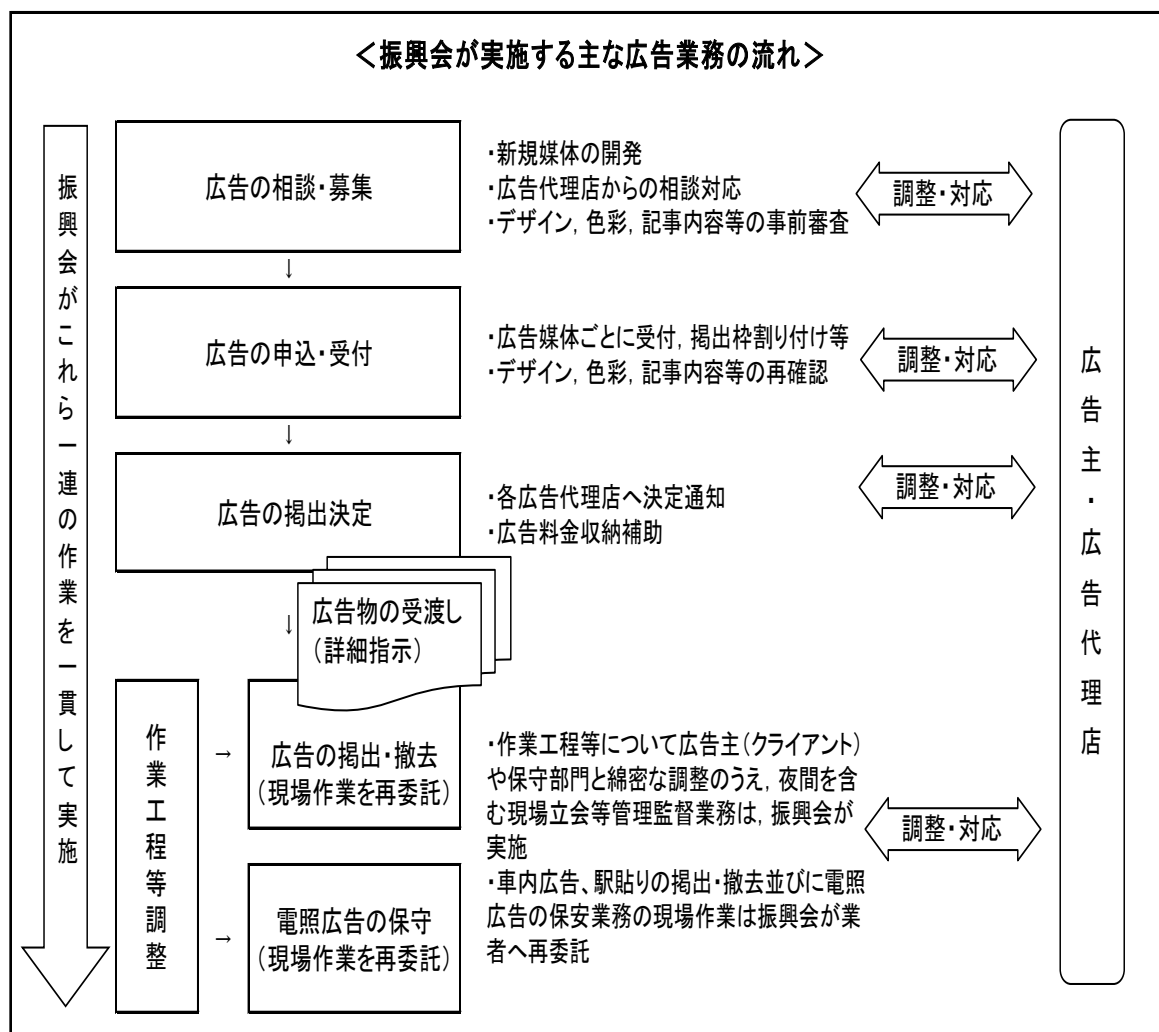 ＜振興会が実施する主な広告業務の流れ＞
振興会がこれら一連の作業を一貫して実施
広告の相談・募集
・新規媒体の開発
・広告代理店からの相談対応
・デザイン，色彩，記事内容等の事前審査
調整・対応
↓
広告の申込・受付
・広告媒体ごとに受付，掲出枠割り付け等
・デザイン，色彩，記事内容等の再確認
調整・対応
↓
広告の掲出決定
・各広告代理店へ決定通知
・広告料金収納補助
調整・対応
↓
広告物の受渡し
（詳細指示）
作業工程等調整
→
広告の掲出・撤去
（現場作業を再委託）
・作業工程等について広告主（クライアント）
や保守部門と綿密な調整のうえ，夜間を含
む現場立会等管理監督業務は，振興会が
実施
・車内広告、駅貼りの掲出・撤去並びに電照
広告の保安業務の現場作業は振興会が業
者へ再委託
調整・対応
→
電照広告の保守
（現場作業を再委託）
広告主・広告代理店